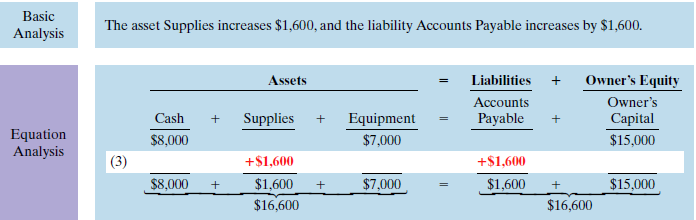 Basic
Analysis
The asset Supplies increases $1,600, and the liability Accounts Payable increases by $1,600.
Equation
Analysis
Assets = Liabilities + Owner's Equity
Accounts Owner's
Cash + Supplies + Equipment = Payable + Capital
$8,000 $7,000 $15,000
(3) +$1,600 +$1,600
$8,000 + $1,600 + $7,000 = $1,600 + $15,000
$16,600 $16,600